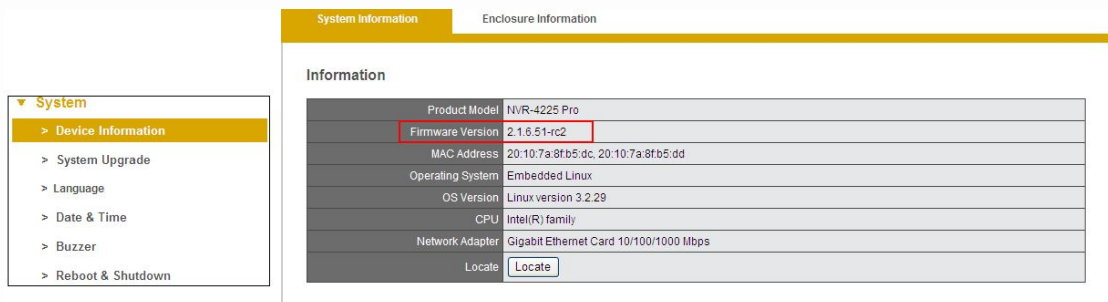 System Information
Enclosure Information
Information
System
> Device Information
> System Upgrade
> Language
> Date & Time
> Buzzer
> Reboot & Shutdown
Product Model NVR-4225 Pro
Firmware Version 2.1.6.51-rc2
MAC Address 20:10:7a:8f:b5:dc, 20:10:7a:8f:b5:dd
Operating System Embedded Linux
OS Version Linux version 3.2.29
CPU Intel(R) family
Network Adapter Gigabit Ethernet Card 10/100/1000 Mbps
Locate Locate